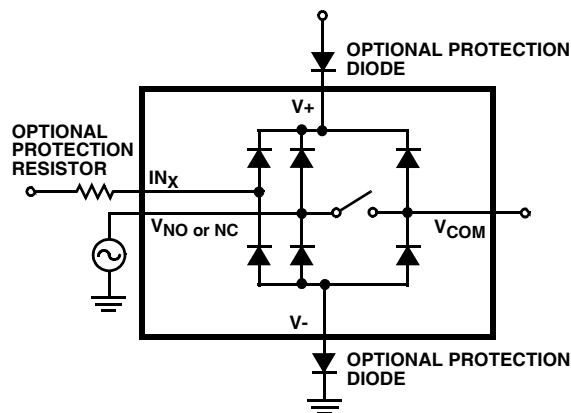 OPTIONAL PROTECTION
DIODE
V+
OPTIONAL
PROTECTION
RESISTOR
INX
VNO or NC
VCOM
V-
OPTIONAL PROTECTION
DIODE